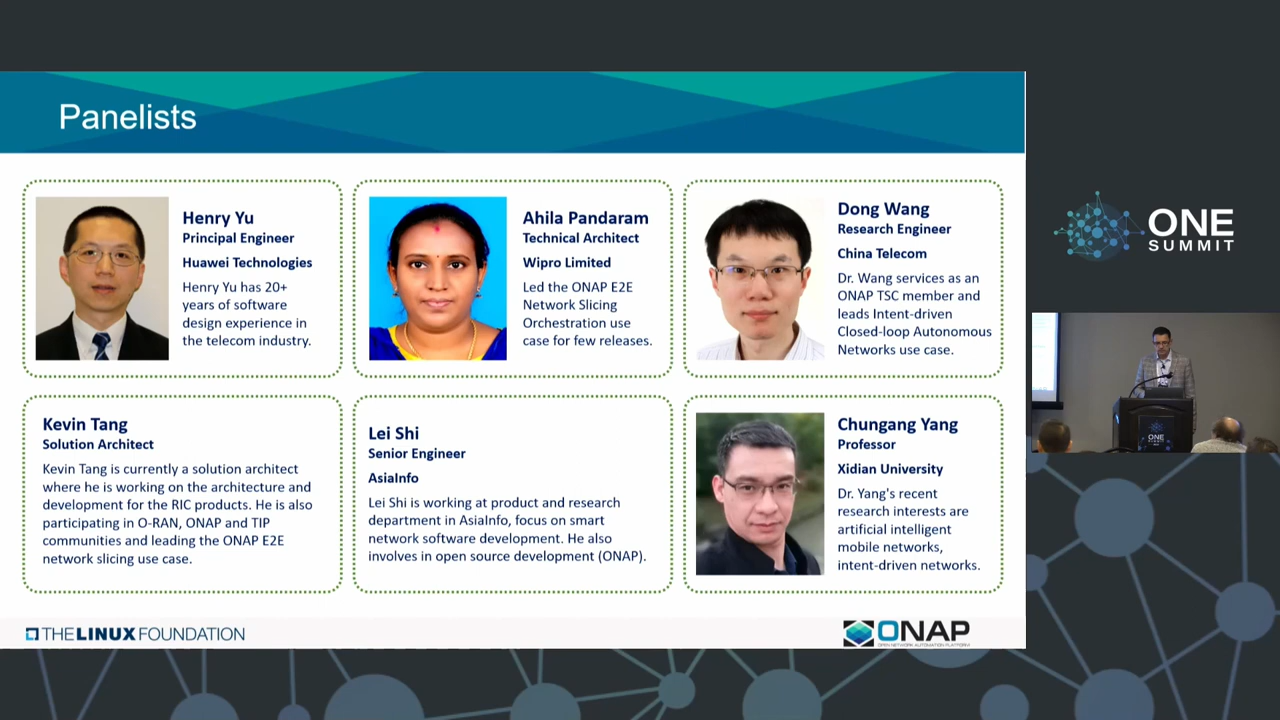 Panelists
Henry Yu
Principal Engineer
Huawei Technologies
Henry Yu has 20+
years of software
design experience in
the telecom industry.
Ahila Pandaram
Technical Architect
Wipro Limited
Led the ONAP E2E
Network Slicing
Orchestration use
case for few releases.
Dong Wang
Research Engineer
China Telecom
Dr. Wang services as an
ONAP TSC member and
leads Intent-driven
Closed-loop Autonomous
Networks use case.
Kevin Tang
Solution Architect
Kevin Tang is currently a solution architect
where he is working on the architecture and
development for the RIC products. He is also
participating in O-RAN, ONAP and TIP
communities and leading the ONAP E2E
network slicing use case.
Lei Shi
Senior Engineer
AsiaInfo
Lei Shi is working at product and research
department in AsiaInfo, focus on smart
network software development. He also
involves in open source development (ONAP).
Chungang Yang
Professor
Xidian University
Dr. Yang's recent
research interests are
artificial intelligent
mobile networks,
intent-driven networks.
THE LINUX FOUNDATION
ONAP
OPEN NETWORK AUTOMATION PLATFORM
ONE
SUMMIT
ONE
SUMMIT